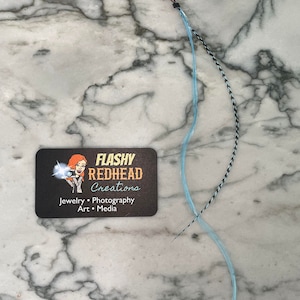 FLASHY
REDHEAD
Creations
Jewelry • Photography
Art • Media